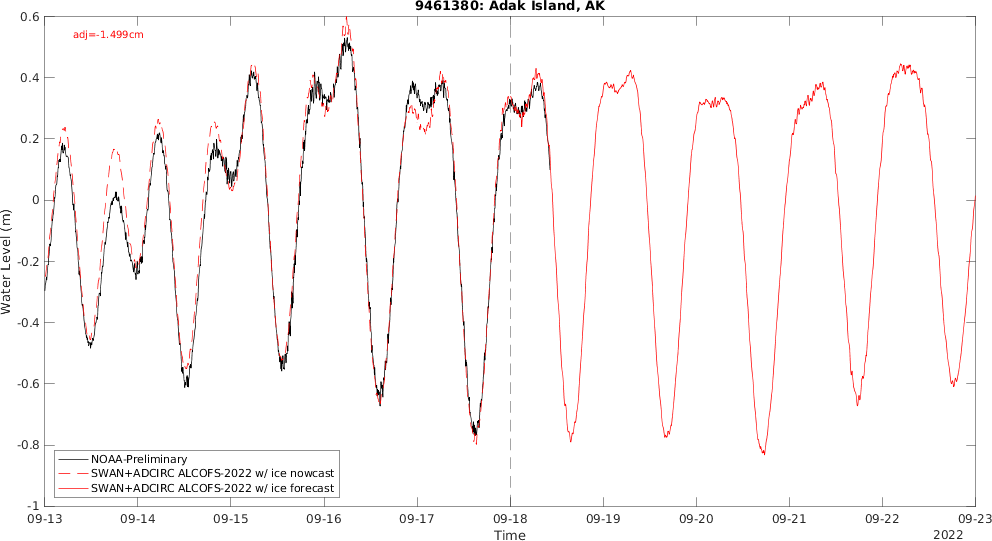 9461380: Adak Island, AK
adj=-1.499cm
0.6
0.4
0.2
0
-0.2
-0.4
-0.6
-0.8
-1
Water Level (m)
NOAA-Preliminary
SWAN+ADCIRC ALCOFS-2022 w/ ice nowcast
SWAN+ADCIRC ALCOFS-2022 w/ ice forecast
09-13 09-14 09-15 09-16 09-17 09-18 09-19 09-20 09-21 09-22 09-23
Time
2022